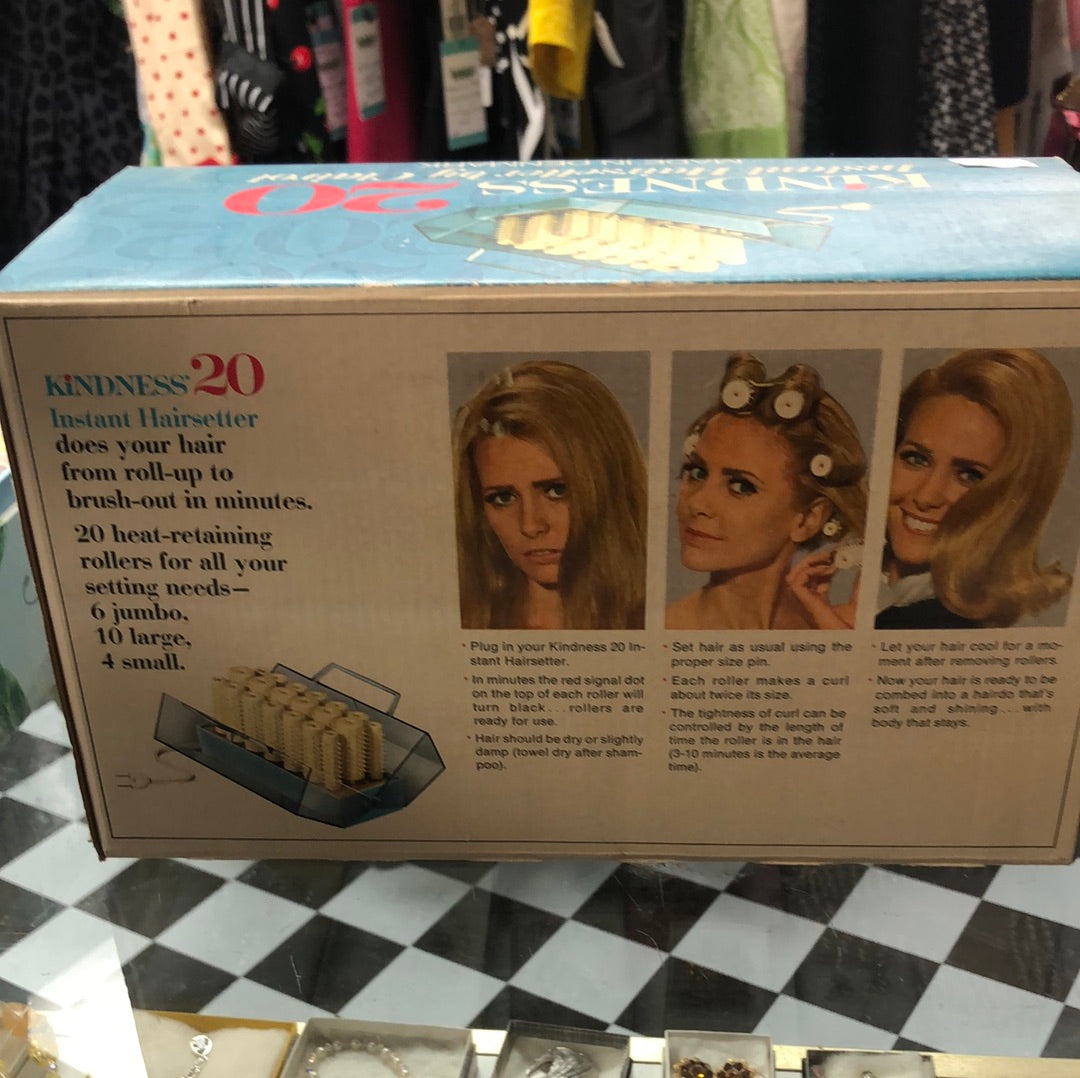 MADE IN DENMARK
Instant Hairsetter by Clairol
KiNDNESS 20
KiNDNESS 20
Instant Hairsetter
does your hair
from roll-up to
brush-out in minutes.
20 heat-retaining
rollers for all your
setting needs—
6 jumbo,
10 large,
4 small.
• Plug in your Kindness 20 In-
stant Hairsetter.
• In minutes the red signal dot
on the top of each roller will
turn black...rollers are
ready for use.
• Hair should be dry or slightly
damp (towel dry after sham-
poo).
• Set hair as usual using the
proper size pin.
• Each roller makes a curl
about twice its size.
• The tightness of curl can be
controlled by the length of
time the roller is in the hair
(3-10 minutes is the average
time).
• Let your hair cool for a mo-
ment after removing rollers.
• Now your hair is ready to be
combed into a hairdo that's
soft and shining...with
body that stays.